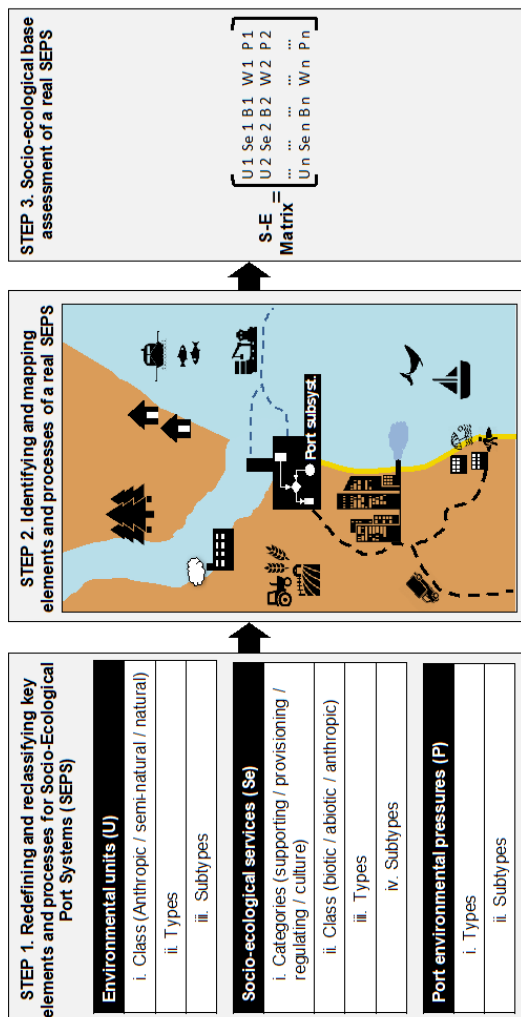 STEP 1. Redefining and reclassifying key
elements and processes for Socio-Ecological
Port Systems (SEPS)
Environmental units (U)
i. Class (Anthropic / semi-natural / natural)
ii. Types
iii. Subtypes
Socio-ecological services (Se)
i. Categories (supporting / provisioning /
regulating / culture)
ii. Class (biotic / abiotic / anthropic)
iii. Types
iv. Subtypes
Port environmental pressures (P)
i. Types
ii. Subtypes
STEP 2. Identifying and mapping
elements and processes of a real SEPS
Port subsyst.
STEP 3. Socio-ecological base
assessment of a real SEPS
S-E
Matrix
=
U 1 Se 1 B1 W 1 P 1
U 2 Se 2 B2 W 2 P 2
... ... ... ... ...
U n Se n B n W n P n